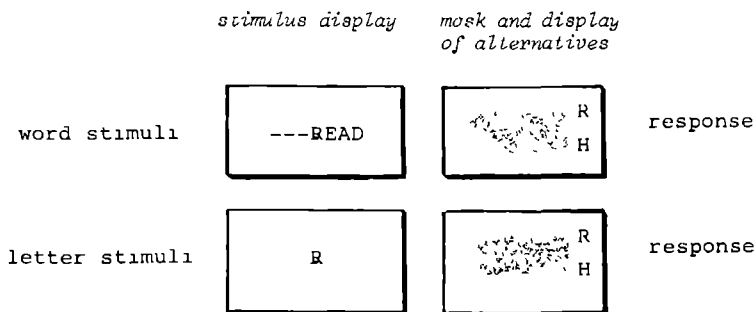 stimulus display
mask and display
of alternatives
word stimuli
---READ
R
H
response
letter stimuli
R
R
H
response